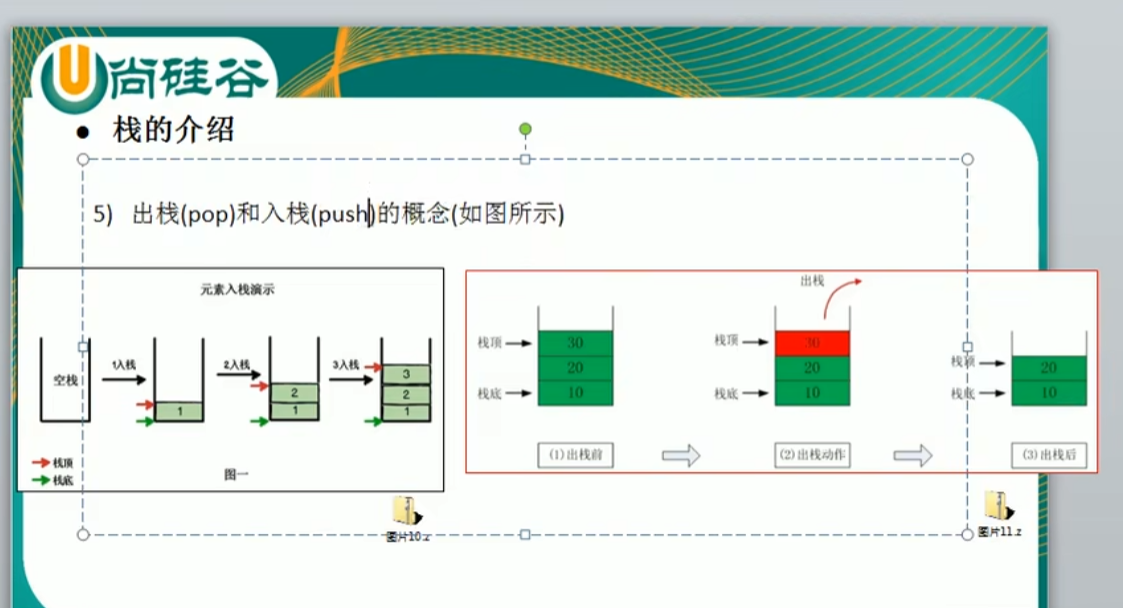 尚硅谷
● 栈的介绍
5) 出栈(pop)和入栈(push)的概念(如图所示)
元素入栈演示
空栈
1入栈
1
2入栈
2
1
3入栈
3
2
1
栈顶
栈底
图一
出栈
栈顶
30
20
栈底
10
栈顶
30
20
栈底
10
栈顶
20
栈底
10
(1)出栈前
(2)出栈动作
(3)出栈后
图片10.z
图片11.z